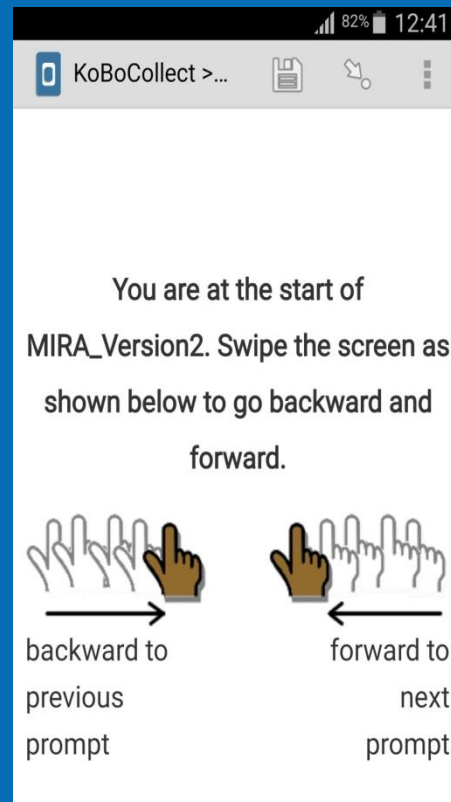 82% 12:41
KoBoCollect >...
You are at the start of
MIRA_Version2. Swipe the screen as
shown below to go backward and
forward.
backward to
previous
prompt
forward to
next
prompt